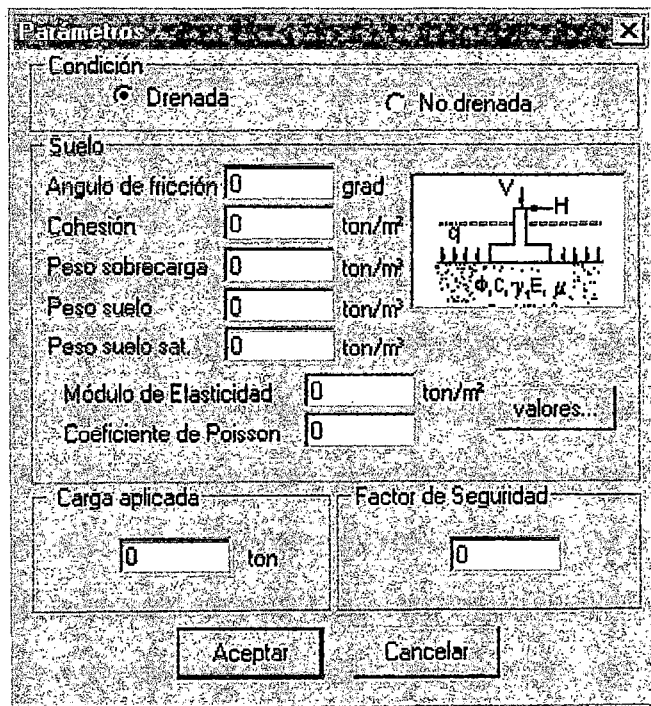 Parámetros
Condición
Drenada
No drenada
Suelo
Angulo de fricción 0 grad
Cohesión 0 ton/m²
Peso sobrecarga 0 ton/m³
Peso suelo 0 ton/m³
Peso suelo sat. 0 ton/m³
V
H
q
Φ, C, γ, E, μ
Módulo de Elasticidad 0 ton/m²
Coeficiente de Poisson 0
valores...
Carga aplicada
0 ton
Factor de Seguridad
0
Aceptar
Cancelar